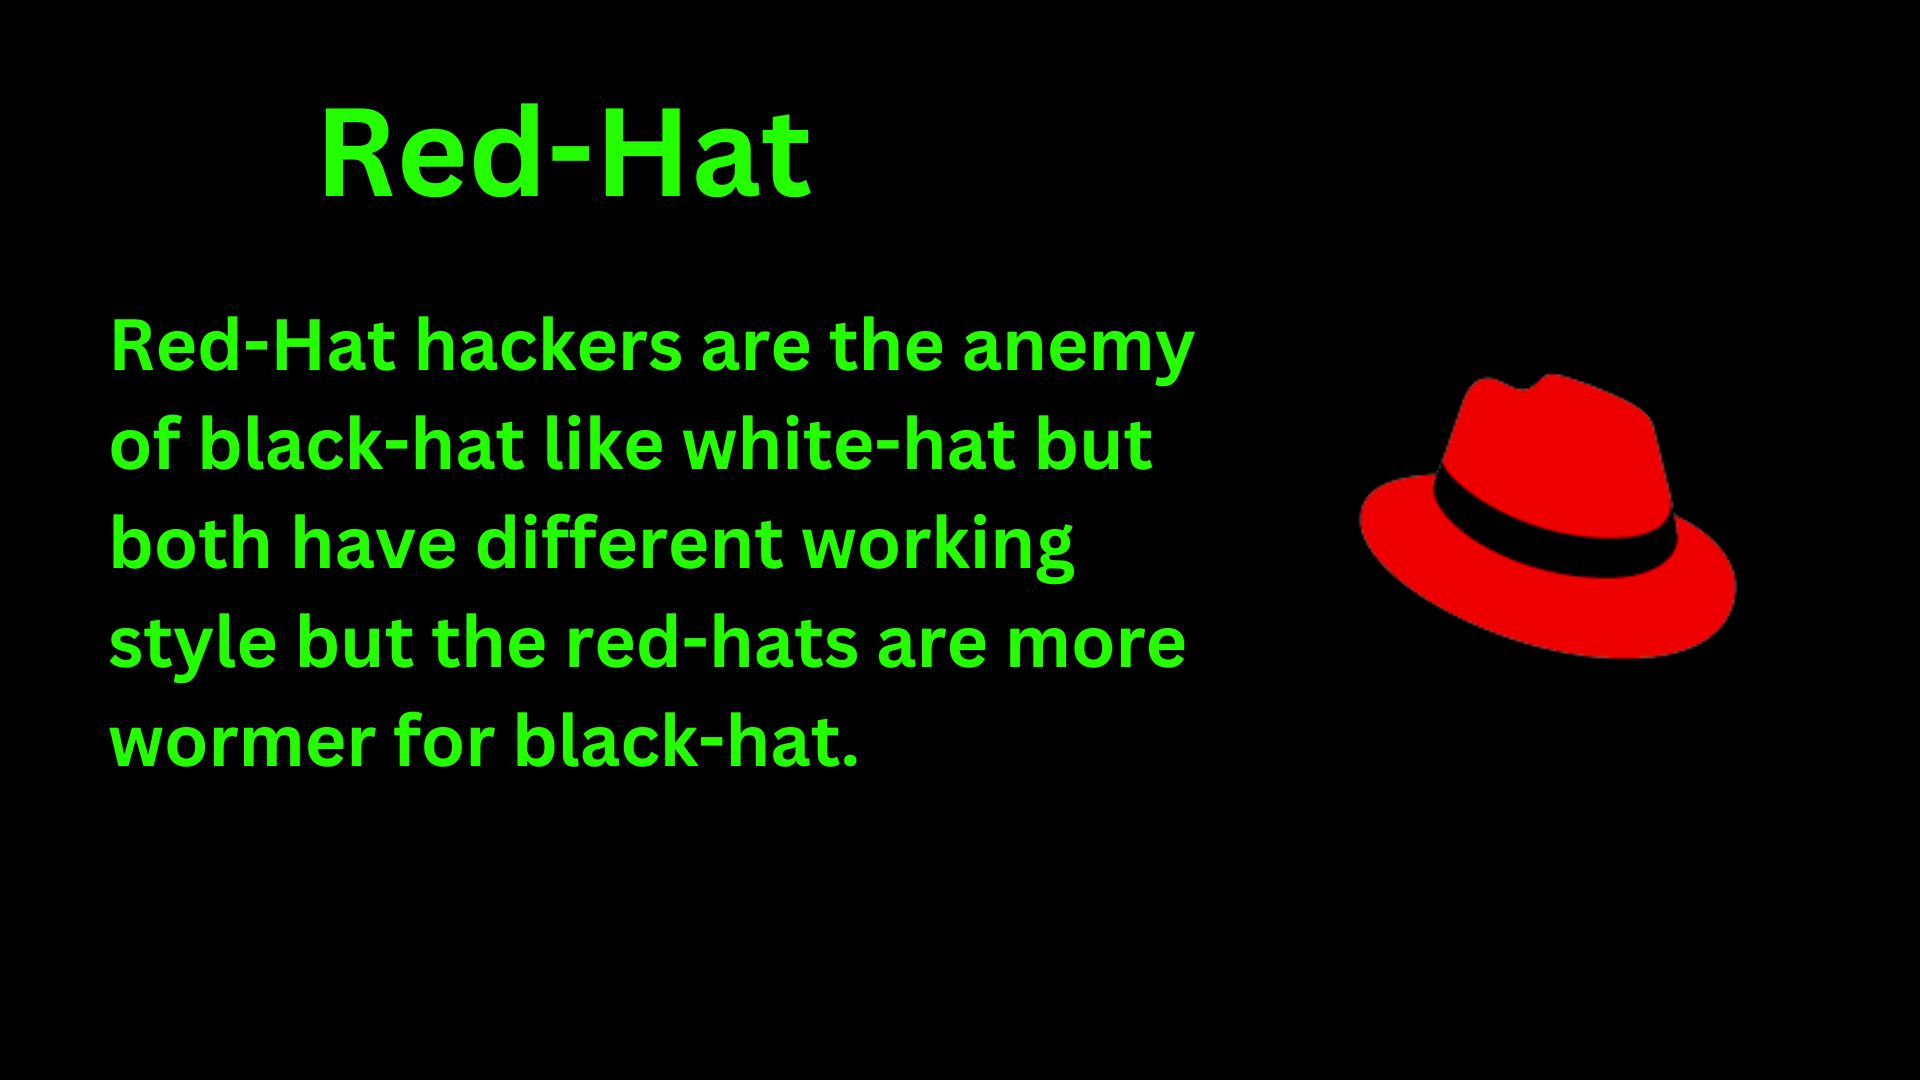 Red-Hat
Red-Hat hackers are the anemy
of black-hat like white-hat but
both have different working
style but the red-hats are more
wormer for black-hat.